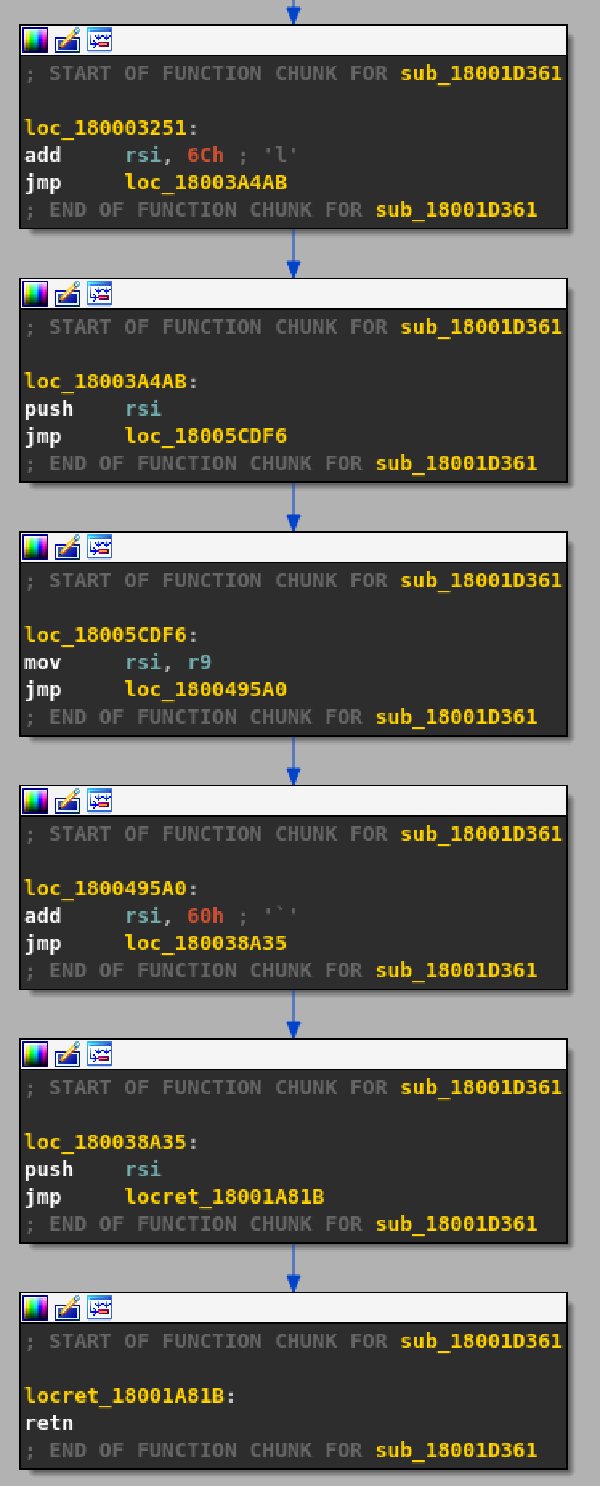 ; START OF FUNCTION CHUNK FOR sub_18001D361
loc_180003251:
add rsi, 6Ch ; 'l'
jmp loc_18003A4AB
; END OF FUNCTION CHUNK FOR sub_18001D361
; START OF FUNCTION CHUNK FOR sub_18001D361
loc_18003A4AB:
push rsi
jmp loc_18005CDF6
; END OF FUNCTION CHUNK FOR sub_18001D361
; START OF FUNCTION CHUNK FOR sub_18001D361
loc_18005CDF6:
mov rsi, r9
jmp loc_1800495A0
; END OF FUNCTION CHUNK FOR sub_18001D361
; START OF FUNCTION CHUNK FOR sub_18001D361
loc_1800495A0:
add rsi, 60h ; '`'
jmp loc_180038A35
; END OF FUNCTION CHUNK FOR sub_18001D361
; START OF FUNCTION CHUNK FOR sub_18001D361
loc_180038A35:
push rsi
jmp locret_18001A81B
; END OF FUNCTION CHUNK FOR sub_18001D361
; START OF FUNCTION CHUNK FOR sub_18001D361
locret_18001A81B:
retn
; END OF FUNCTION CHUNK FOR sub_18001D361